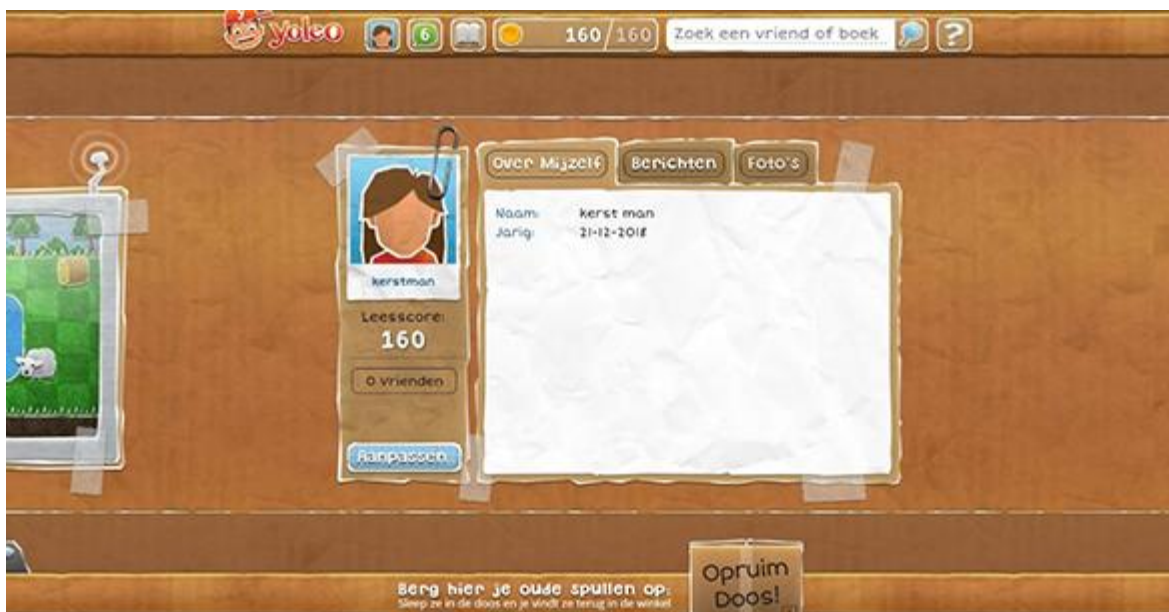 yoleo
6
160/160
Zoek een vriend of boek
?
Over Mijzelf
Berichten
Foto's
kerstman
Leesscore:
160
0 vrienden
Aanpassen
Naam: kerst man
Jarig: 21-12-2018
Berg hier je oude spullen op:
Sleep ze in de doos en je vindt ze terug in de winkel
Opruim
Doos!